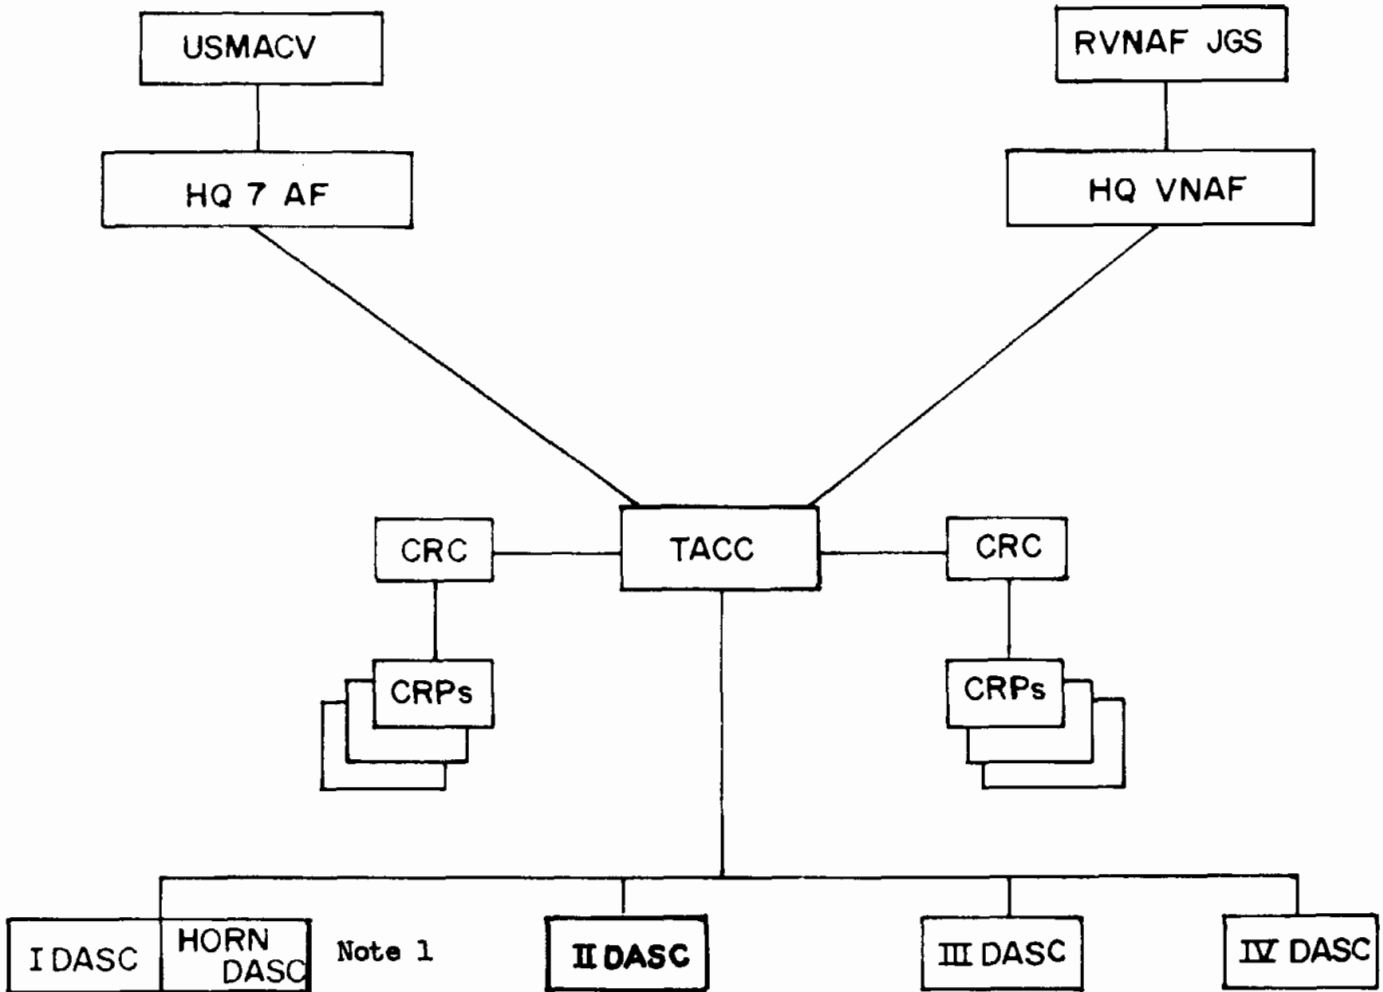 USMACV
RVNAF JGS
HQ 7 AF
HQ VNAF
CRC
TACC
CRC
CRPs
CRPs
I DASC
HORN
DASC
Note 1
II DASC
III DASC
IV DASC